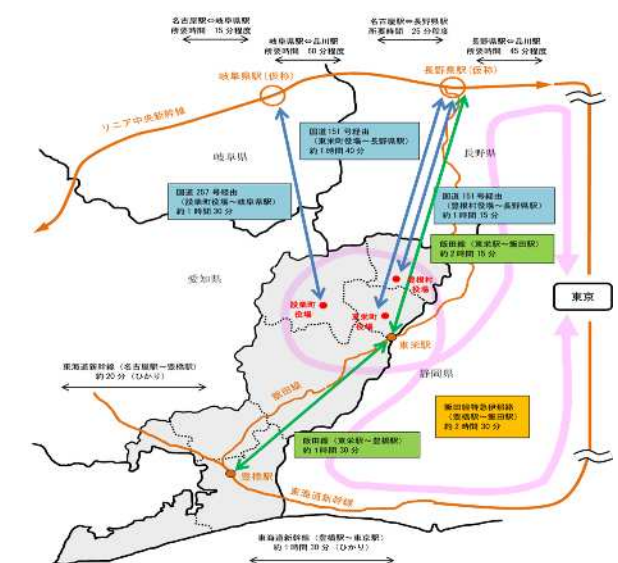 名古屋駅⇔岐阜県駅
所要時間 15分程度
岐阜県駅⇔品川駅
所要時間 60分程度
名古屋駅⇔長野県駅
所要時間 25分程度
長野県駅⇔品川駅
所要時間 45分程度
岐阜県駅(仮称)
長野県駅(仮称)
リニア中央新幹線
国道151号経由
(東栄町役場~長野県駅)
約1時間40分
岐阜県
長野県
国道257号経由
(設楽町役場~岐阜県駅)
約1時間30分
国道151号経由
(豊根村役場~長野県駅)
約1時間15分
飯田線(東栄駅~飯田駅)
約2時間15分
愛知県
豊根村
役場
設楽町
役場
東栄町
役場
東京
東栄駅
東海道新幹線(名古屋駅~豊橋駅)
約20分(ひかり)
静岡県
飯田線
飯田線特急伊那路
(豊橋駅~飯田駅)
約2時間30分
飯田線(東栄駅~豊橋駅)
約1時間30分
豊橋駅
東海道新幹線
東海道新幹線(豊橋駅~東京駅)
約1時間30分(ひかり)